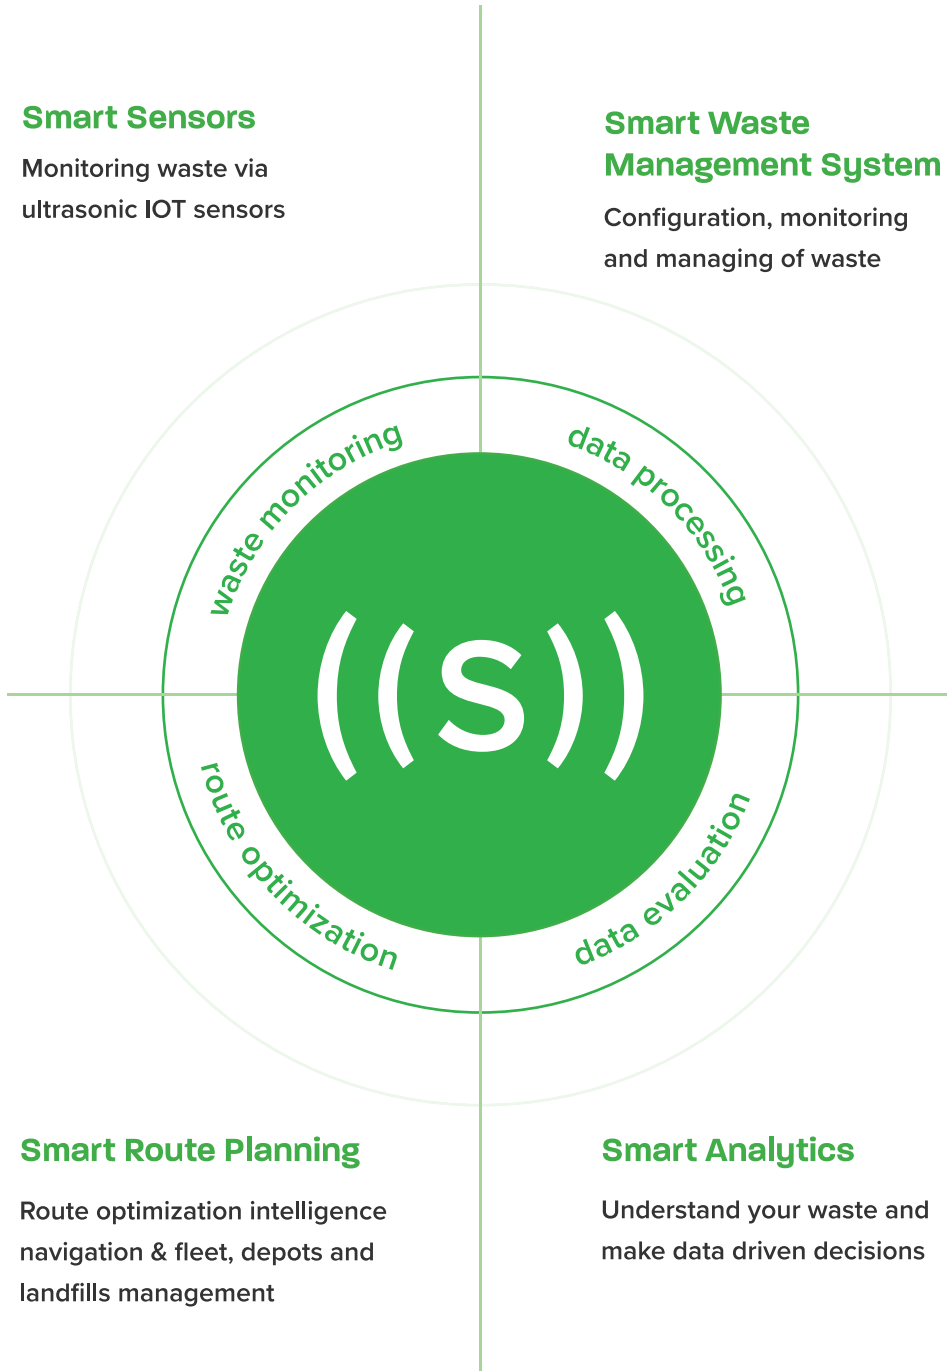 Smart Sensors
Monitoring waste via
ultrasonic IOT sensors
Smart Waste
Management System
Configuration, monitoring
and managing of waste
waste monitoring
data processing
((S))
route optimization
data evaluation
Smart Route Planning
Route optimization intelligence
navigation & fleet, depots and
landfills management
Smart Analytics
Understand your waste and
make data driven decisions